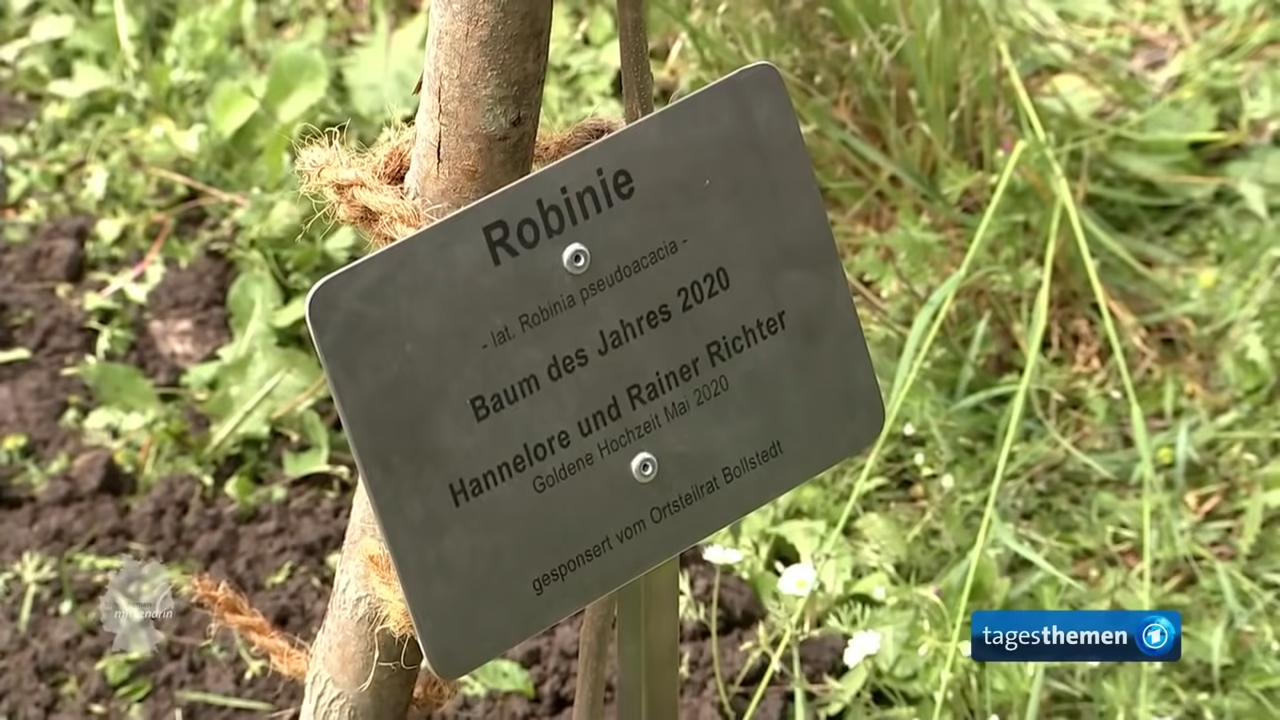 Robinie
- lat. Robinia pseudoacacia -
Baum des Jahres 2020
Hannelore und Rainer Richter
Goldene Hochzeit Mai 2020
gesponsert vom Ortsteilrat Bollstedt
tagesthemen